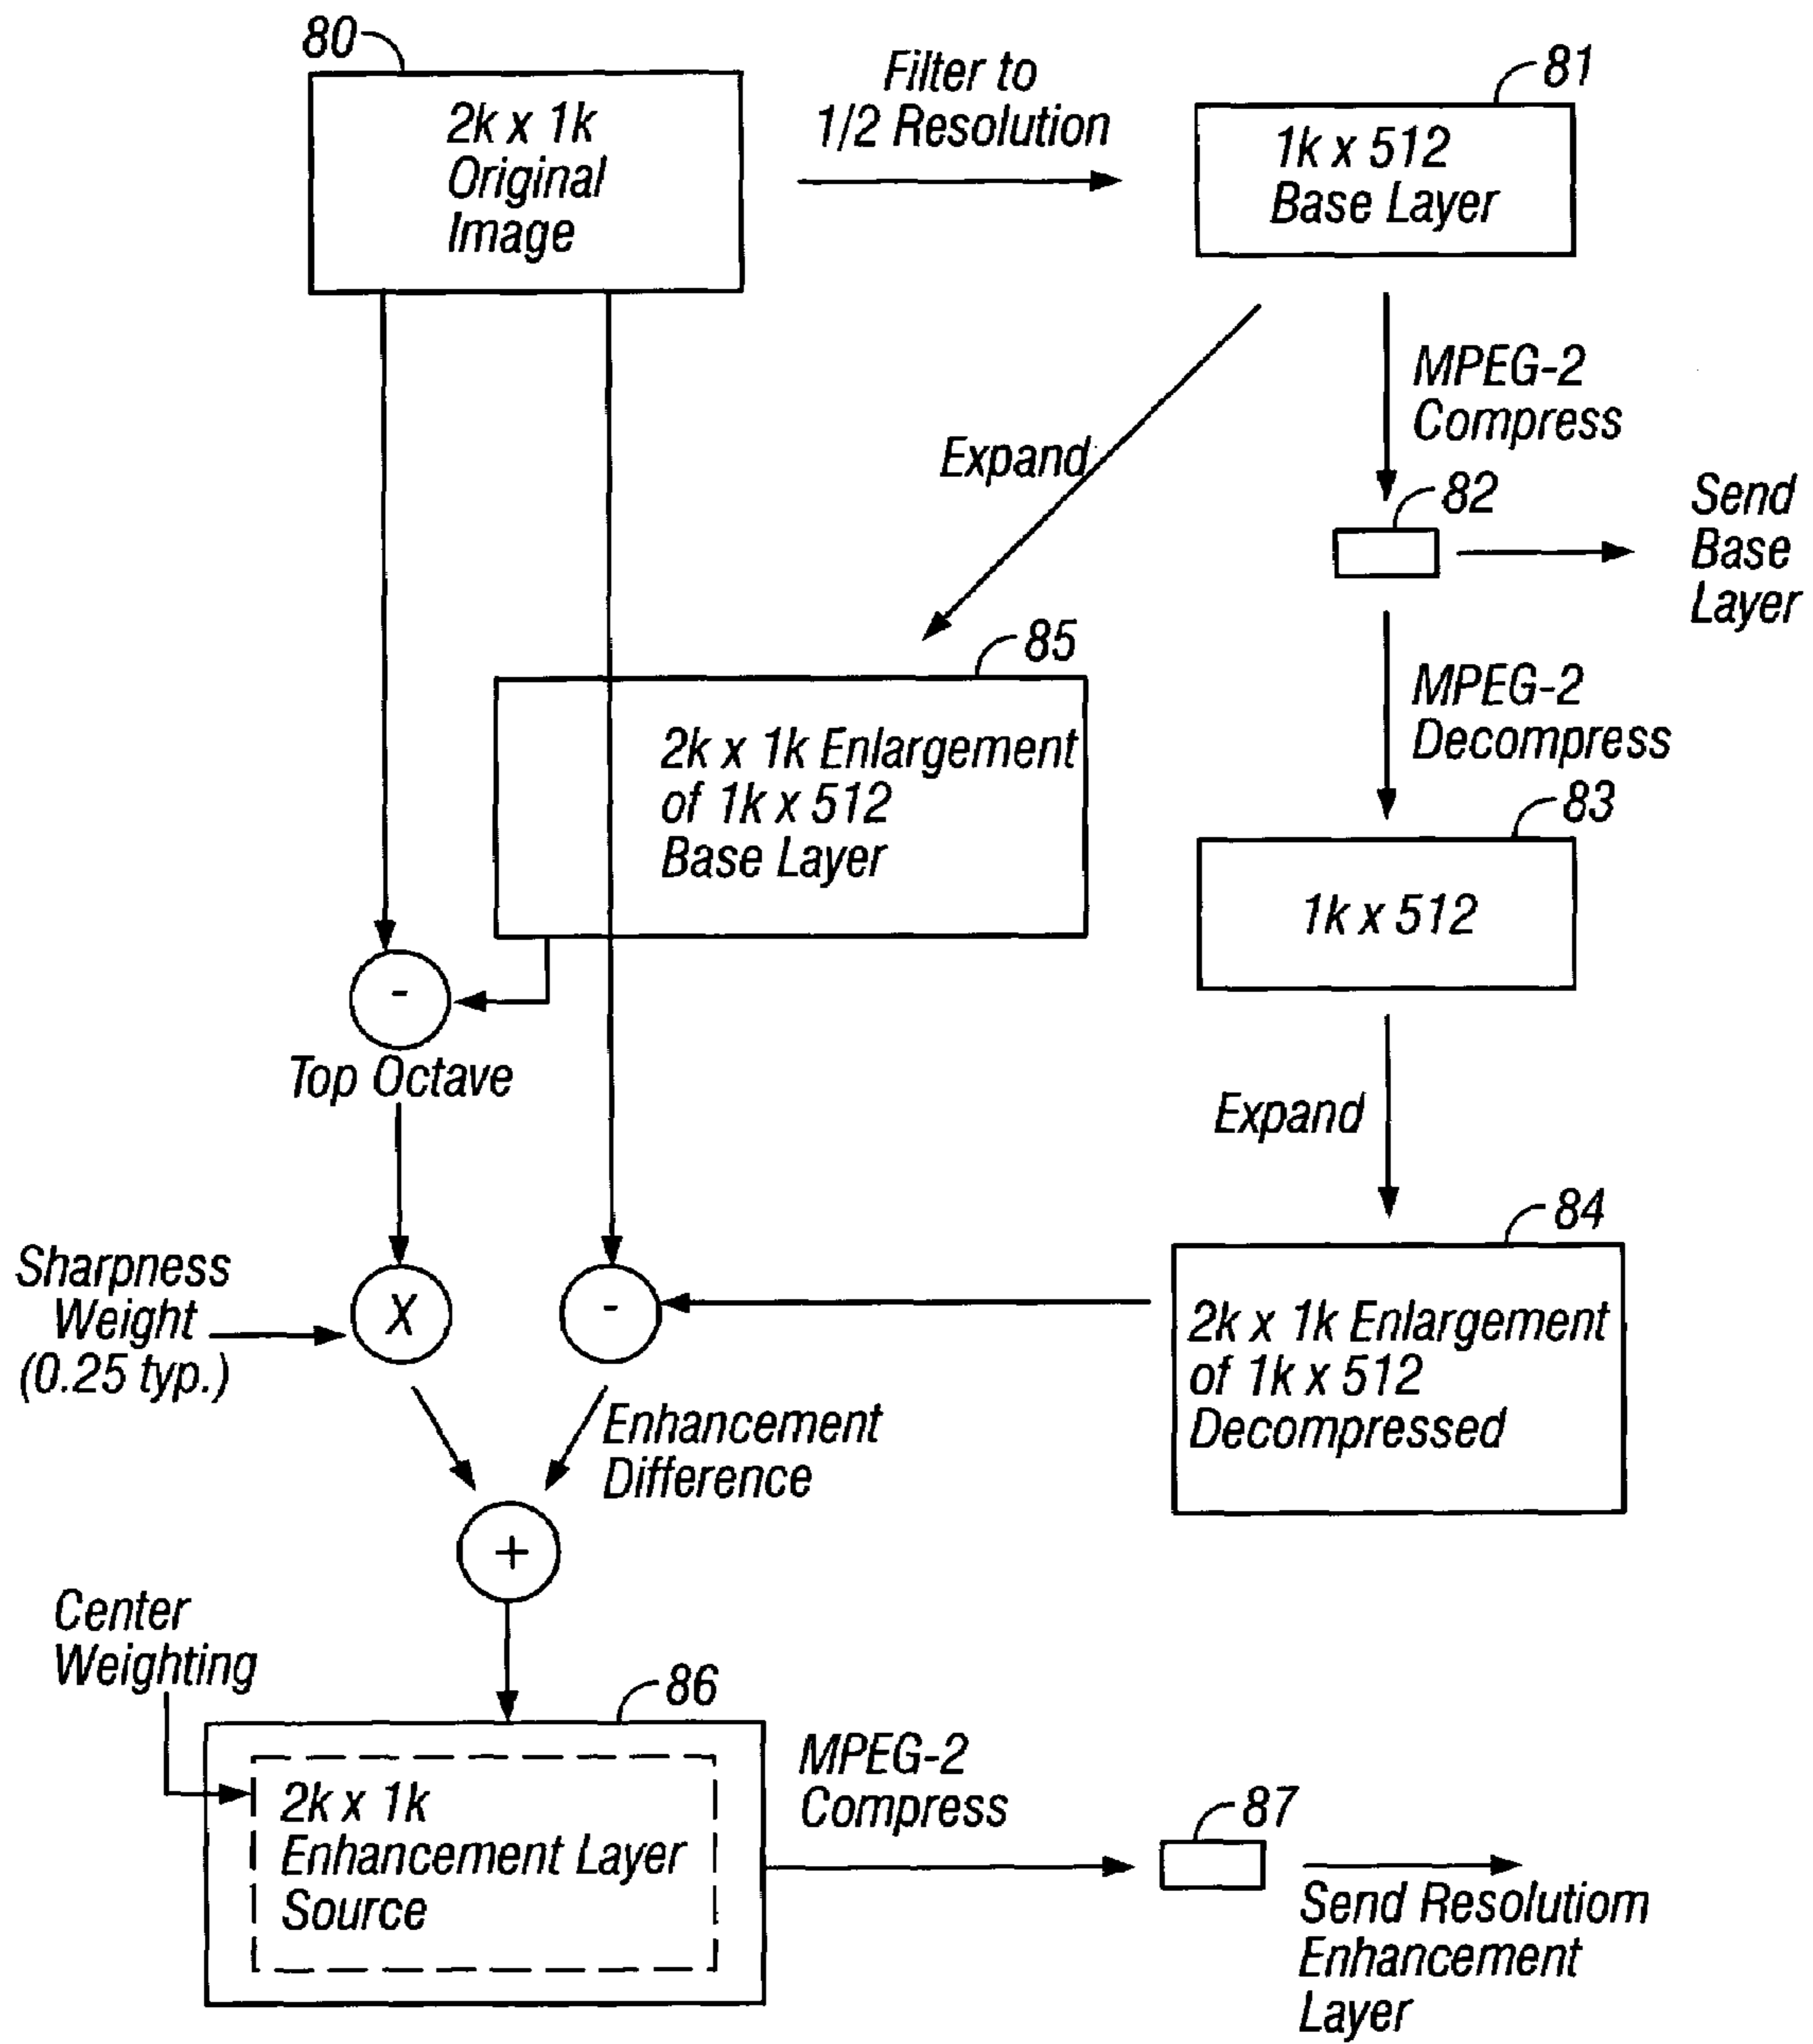 80
2k x 1k
Original
Image
Filter to
1/2 Resolution
81
1k x 512
Base Layer
MPEG-2
Compress
Expand
82
Send
Base
Layer
85
2k x 1k Enlargement
of 1k x 512
Base Layer
MPEG-2
Decompress
83
1k x 512
-
Top Octave
Expand
84
2k x 1k Enlargement
of 1k x 512
Decompressed
Sharpness
Weight
(0.25 typ.)
X
-
Enhancement
Difference
+
Center
Weighting
86
2k x 1k
Enhancement Layer
Source
MPEG-2
Compress
87
Send Resolutiom
Enhancement
Layer